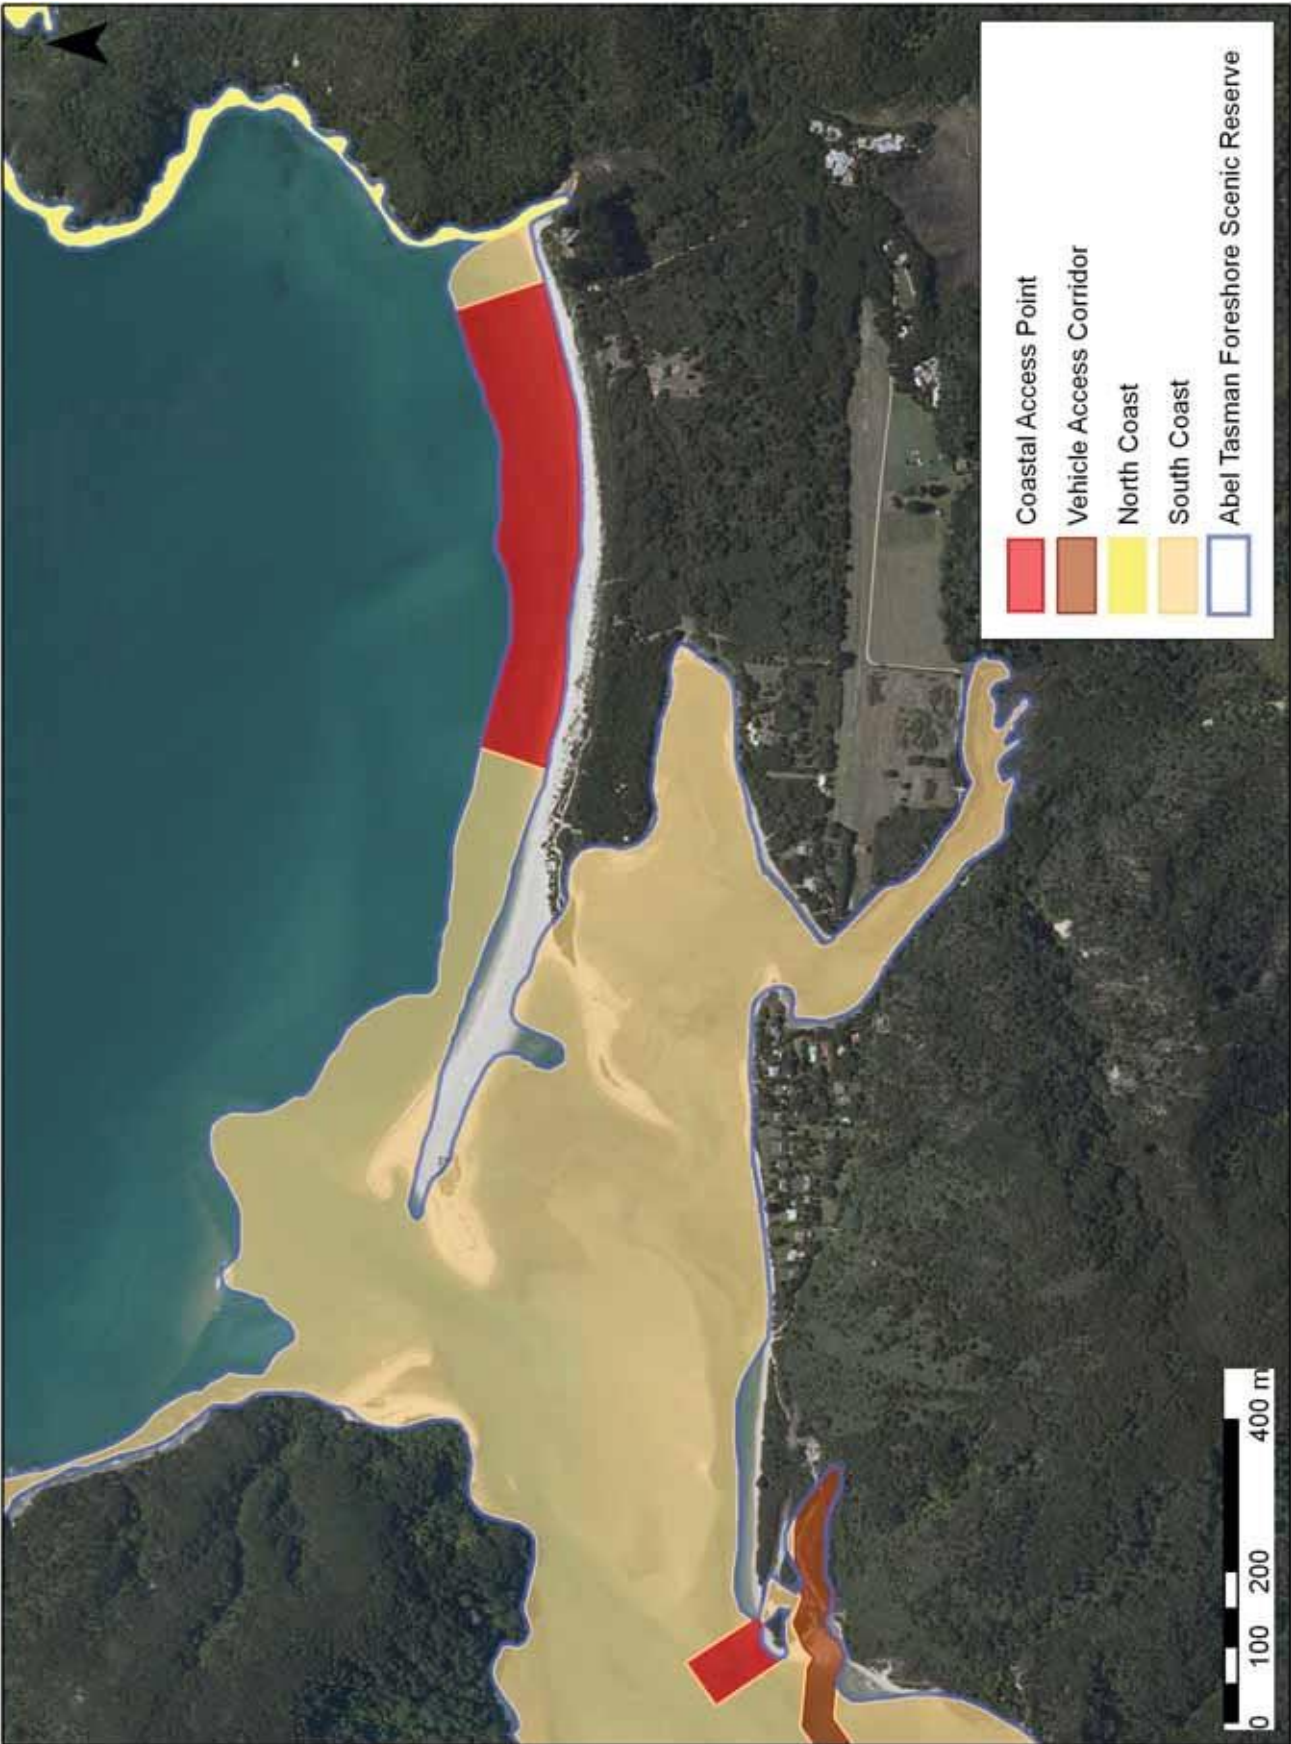 Coastal Access Point
Vehicle Access Corridor
North Coast
South Coast
Abel Tasman Foreshore Scenic Reserve
0 100 200 400 m